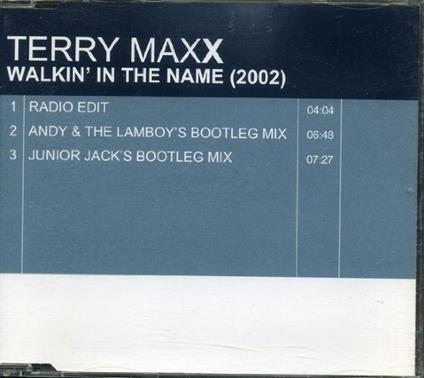 TERRY MAXX
WALKIN' IN THE NAME (2002)
1 RADIO EDIT 04:04
2 ANDY & THE LAMBOY'S BOOTLEG MIX 06:48
3 JUNIOR JACK'S BOOTLEG MIX 07:27